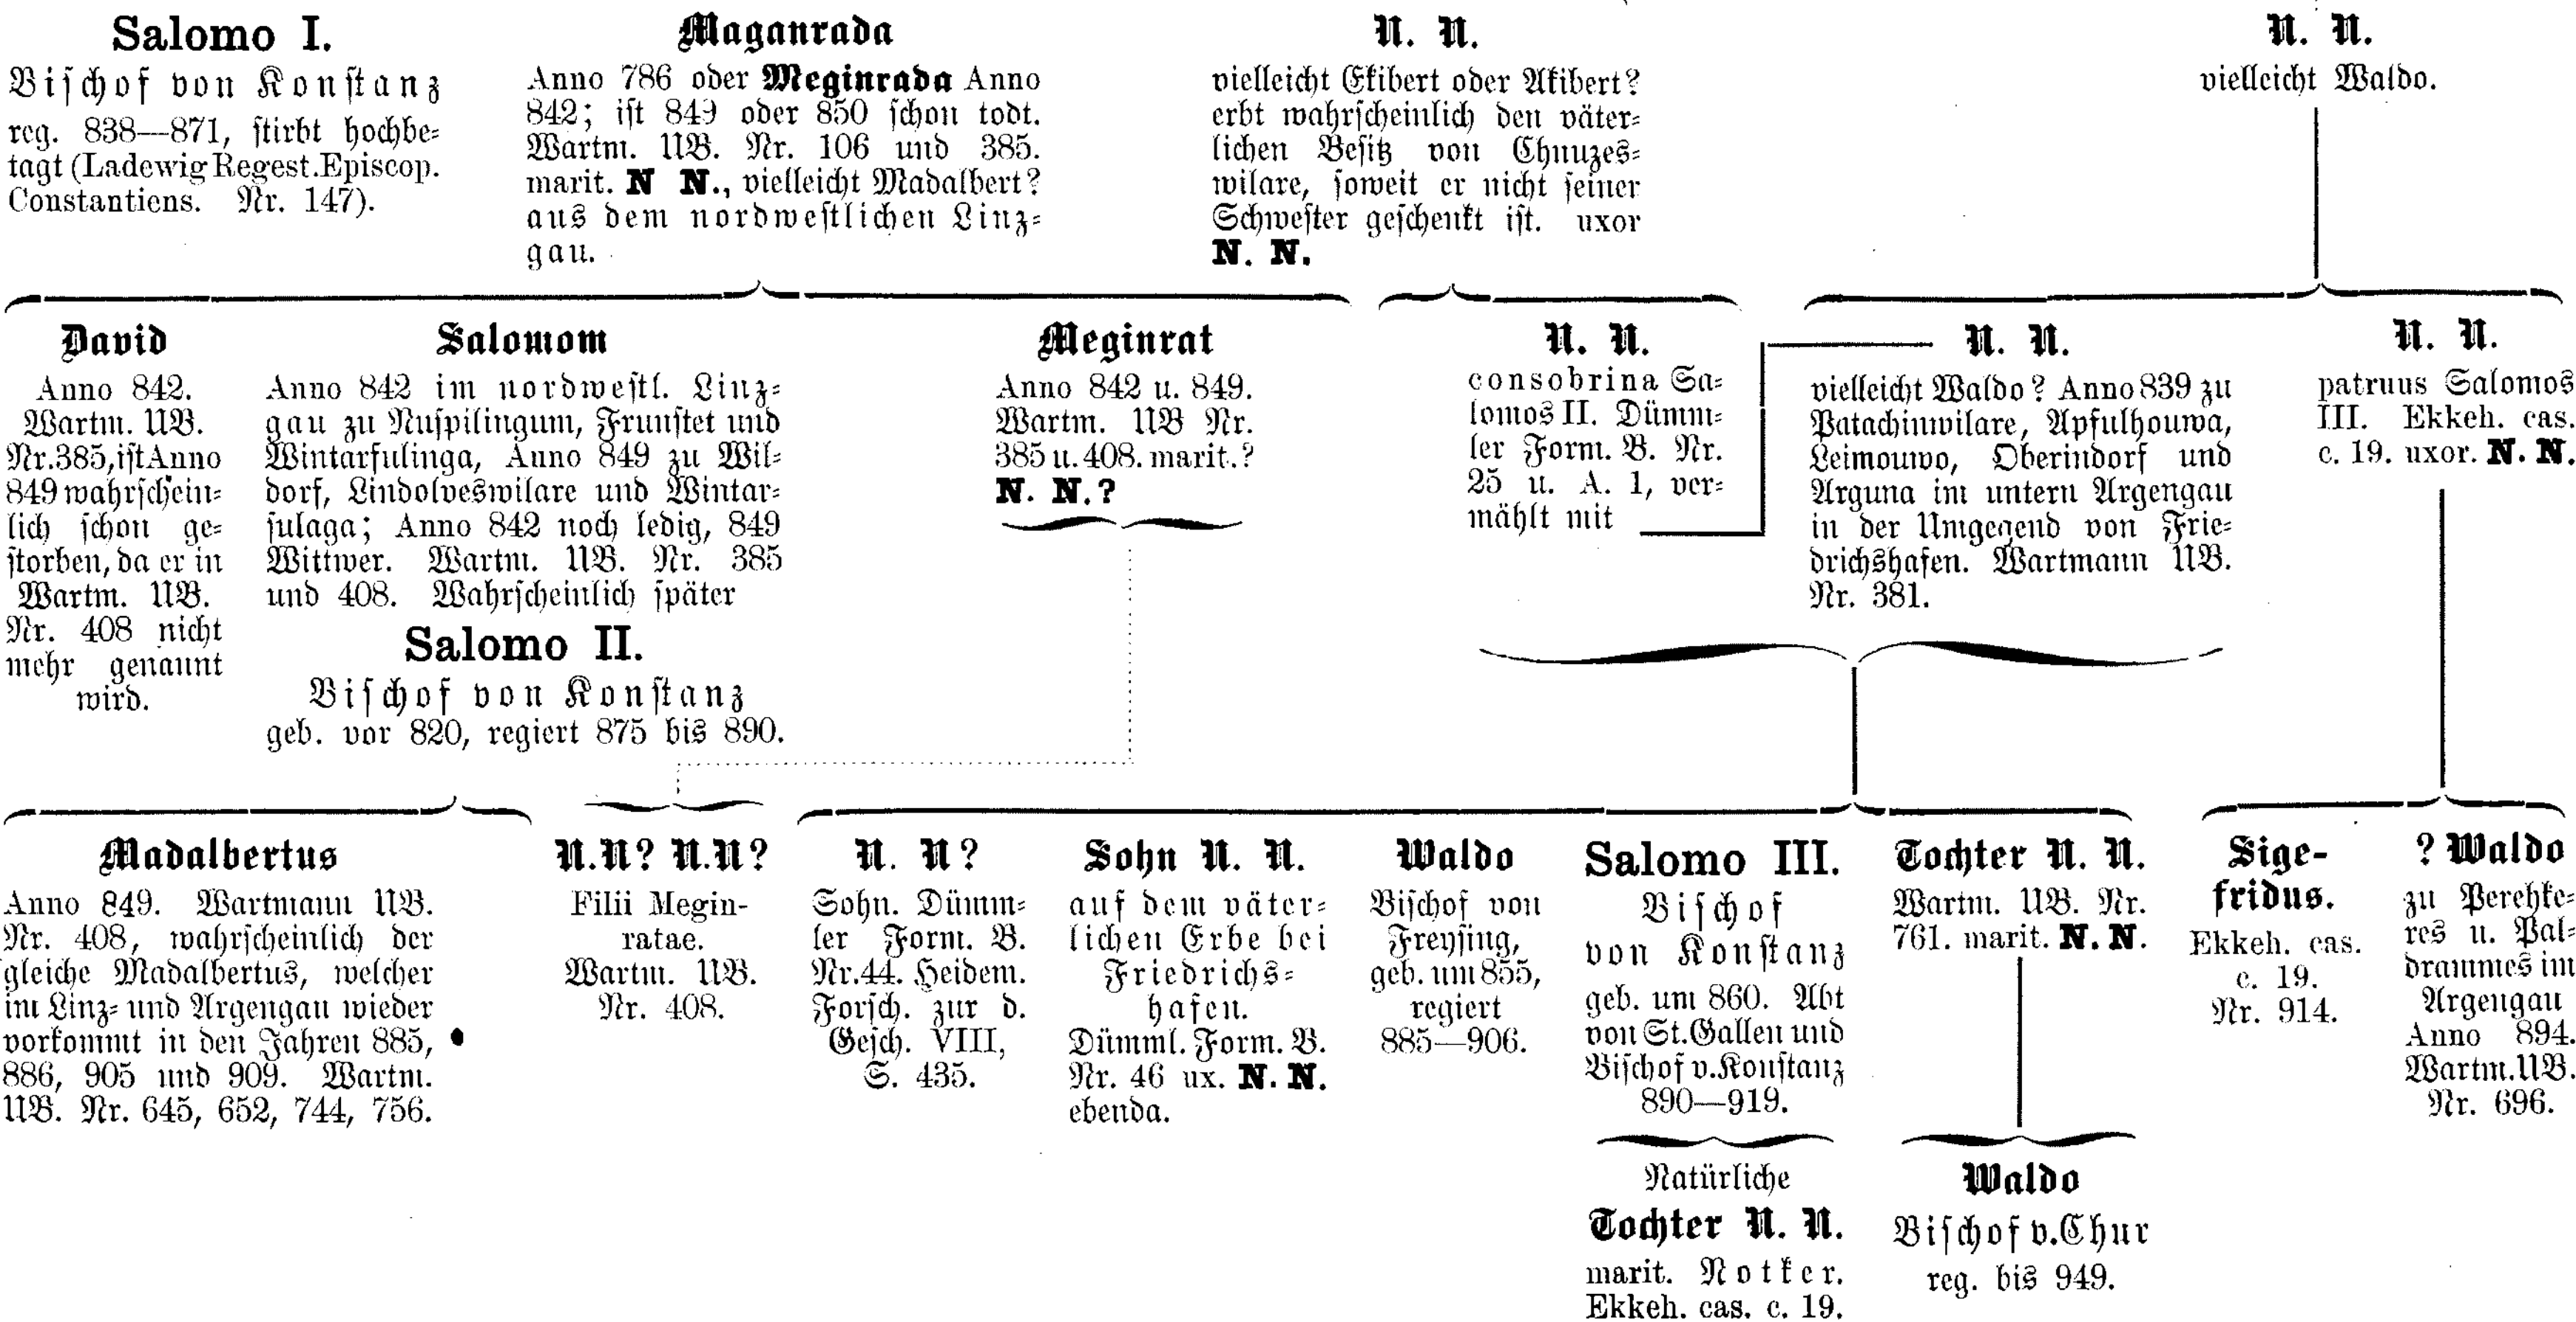 Salomo I.
Bischof von Konstanz
reg. 838—871, stirbt hochbe-
tagt (Ladewig Regest. Episcop.
Constantiens. Nr. 147).
Maganrada
Anno 786 oder Meginrada Anno
842; ist 849 oder 850 schon todt.
Wartm. UB. Nr. 106 und 385.
marit. N N., vielleicht Madalbert?
aus dem nordwestlichen Linz-
gau.
N. N.
vielleicht Ekibert oder Akibert?
erbt wahrscheinlich den väter-
lichen Besitz von Chnuzes-
wilare, soweit er nicht seiner
Schwester geschenkt ist. uxor
N. N.
N. N.
vielleicht Waldo.
David
Anno 842.
Wartm. UB.
Nr. 385, ist Anno
849 wahrschein-
lich schon ge-
storben, da er in
Wartm. UB.
Nr. 408 nicht
mehr genannt
wird.
Salomom
Anno 842 im nordwestl. Linz-
gau zu Nuspilingum, Frunstet und
Wintarfulinga, Anno 849 zu Wil-
dorf, Lindolveswilare und Wintar-
sulaga; Anno 842 noch ledig, 849
Wittwer. Wartm. UB. Nr. 385
und 408. Wahrscheinlich später
Salomo II.
Bischof von Konstanz
geb. vor 820, regiert 875 bis 890.
Meginrat
Anno 842 u. 849.
Wartm. UB Nr.
385 u. 408. marit.?
N. N.?
N. N.
consobrina Sa-
lomos II. Dümm-
ler Form. B. Nr.
25 u. A. 1, ver-
mählt mit
N. N.
vielleicht Waldo? Anno 839 zu
Patachinwilare, Apfulhouwa,
Leimouwo, Oberindorf und
Arguna im untern Argengau
in der Umgegend von Frie-
drichshafen. Wartmann UB.
Nr. 381.
N. N.
patruus Salomos
III. Ekkeh. cas.
c. 19. uxor. N. N.
Madalbertus
Anno 849. Wartmann UB.
Nr. 408, wahrscheinlich der
gleiche Madalbertus, welcher
im Linz- und Argengau wieder
vorkommt in den Jahren 885,
886, 905 und 909. Wartm.
UB. Nr. 645, 652, 744, 756.
N.N? N.N?
Filii Megin-
ratae.
Wartm. UB.
Nr. 408.
N. N?
Sohn. Dümm-
ler Form. B.
Nr. 44. Heidem.
Forsch. zur d.
Gesch. VIII,
S. 435.
Sohn N. N.
auf dem väter-
lichen Erbe bei
Friedrichs-
hafen.
Dümml. Form. B.
Nr. 46 ux. N. N.
ebenda.
Waldo
Bischof von
Freysing,
geb. um 855,
regiert
885—906.
Salomo III.
Bischof
von Konstanz
geb. um 860. Abt
von St. Gallen und
Bischof v. Konstanz
890—919.
Natürliche
Tochter N. N.
marit. Notker.
Ekkeh. cas. c. 19.
Tochter N. N.
Wartm. UB. Nr.
761. marit. N. N.
Waldo
Bischof v. Chur
reg. bis 949.
Sige-
fridus.
Ekkeh. cas.
c. 19.
Nr. 914.
? Waldo
zu Perehke-
res u. Pal-
drammes im
Argengau
Anno 894.
Wartm. UB.
Nr. 696.